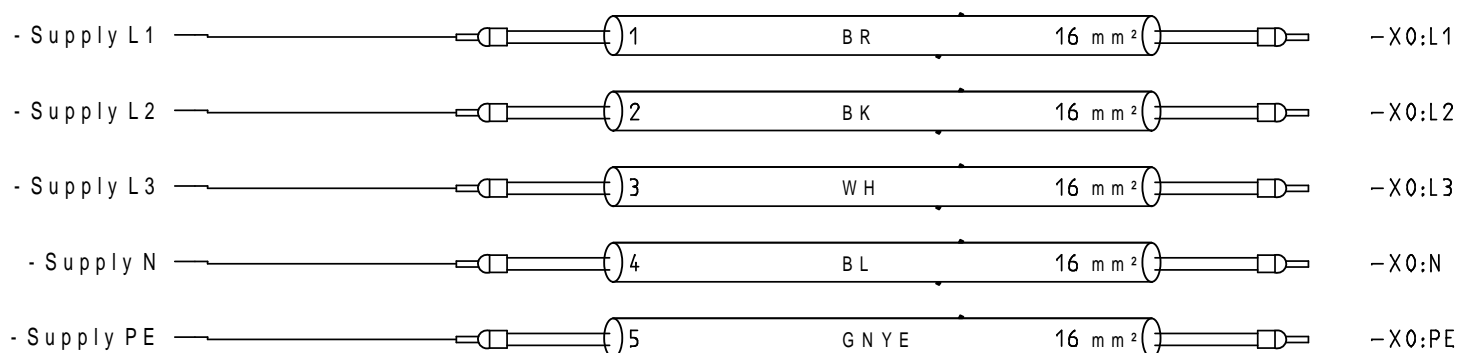 - Supply L1 1 BR 16 mm² -X0:L1
- Supply L2 2 BK 16 mm² -X0:L2
- Supply L3 3 WH 16 mm² -X0:L3
- Supply N 4 BL 16 mm² -X0:N
- Supply PE 5 GNYE 16 mm² -X0:PE